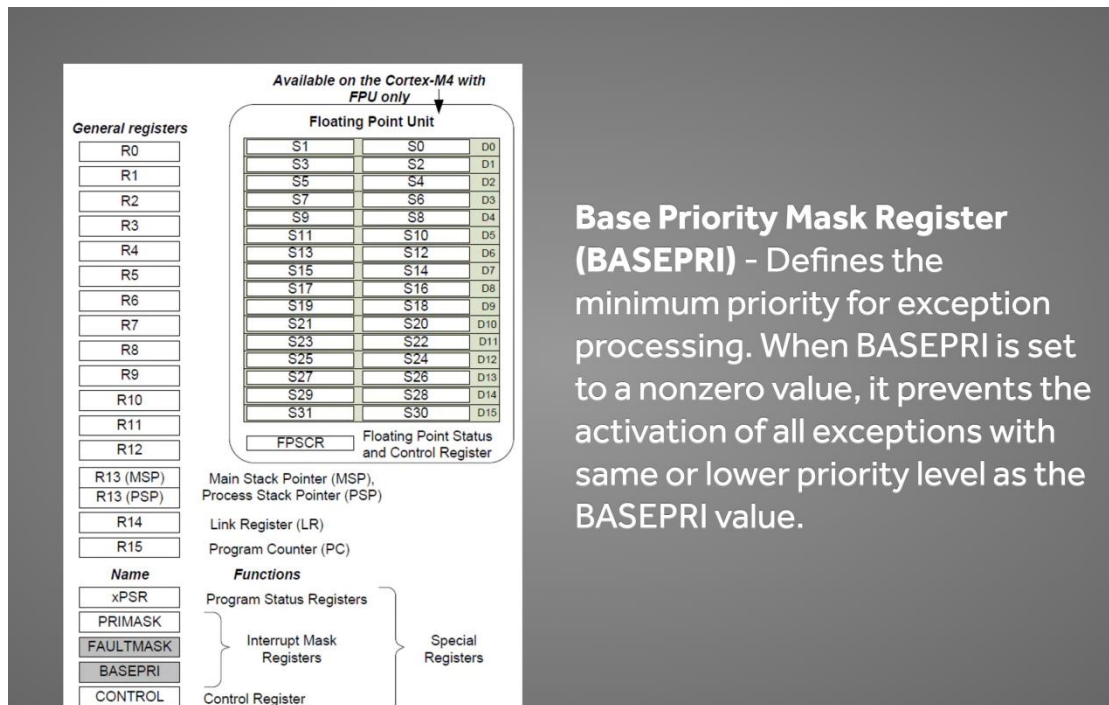 Available on the Cortex-M4 with
FPU only
General registers
R0
R1
R2
R3
R4
R5
R6
R7
R8
R9
R10
R11
R12
R13 (MSP)
R13 (PSP)
Main Stack Pointer (MSP),
Process Stack Pointer (PSP)
R14
Link Register (LR)
R15
Program Counter (PC)
Floating Point Unit
S1 S0 D0
S3 S2 D1
S5 S4 D2
S7 S6 D3
S9 S8 D4
S11 S10 D5
S13 S12 D6
S15 S14 D7
S17 S16 D8
S19 S18 D9
S21 S20 D10
S23 S22 D11
S25 S24 D12
S27 S26 D13
S29 S28 D14
S31 S30 D15
FPSCR
Floating Point Status
and Control Register
Name Functions
xPSR Program Status Registers
PRIMASK
FAULTMASK
BASEPRI
Interrupt Mask
Registers
CONTROL Control Register
Special
Registers
Base Priority Mask Register
(BASEPRI) - Defines the
minimum priority for exception
processing. When BASEPRI is set
to a nonzero value, it prevents the
activation of all exceptions with
same or lower priority level as the
BASEPRI value.